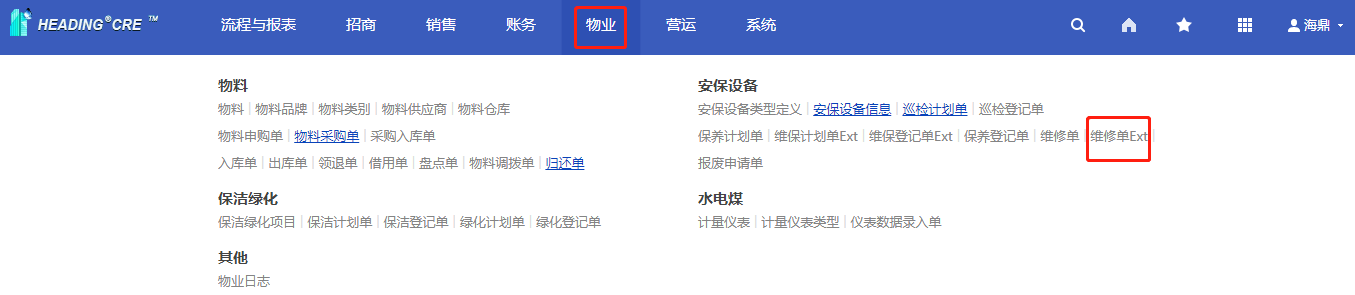 HEADING®CRE ™ 流程与报表 招商 销售 账务 物业 营运 系统 海鼎
物料
物料 | 物料品牌 | 物料类别 | 物料供应商 | 物料仓库
物料申购单 | 物料采购单 | 采购入库单
入库单 | 出库单 | 领退单 | 借用单 | 盘点单 | 物料调拨单 | 归还单
保洁绿化
保洁绿化项目 | 保洁计划单 | 保洁登记单 | 绿化计划单 | 绿化登记单
其他
物业日志
安保设备
安保设备类型定义 | 安保设备信息 | 巡检计划单 | 巡检登记单
保养计划单 | 维保计划单Ext | 维保登记单Ext | 保养登记单 | 维修单 | 维修单Ext |
报废申请单
水电煤
计量仪表 | 计量仪表类型 | 仪表数据录入单